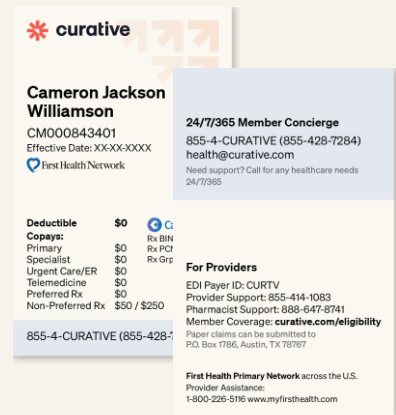 curative
Cameron Jackson
Williamson
CM000843401
Effective Date: XX-XX-XXXX
First Health Network
Deductible $0
Copays:
Primary $0
Specialist $0
Urgent Care/ER $0
Telemedicine $0
Preferred Rx $0
Non-Preferred Rx $50 / $250
Ca
Rx BIN
Rx PCN
Rx Grp
855-4-CURATIVE (855-428-7
24/7/365 Member Concierge
855-4-CURATIVE (855-428-7284)
health@curative.com
Need support? Call for any healthcare needs
24/7/365
For Providers
EDI Payer ID: CURTV
Provider Support: 855-414-1083
Pharmacist Support: 888-647-8741
Member Coverage: curative.com/eligibility
Paper claims can be submitted to
P.O. Box 1786, Austin, TX 78767
First Health Primary Network across the U.S.
Provider Assistance:
1-800-226-5116 www.myfirsthealth.com